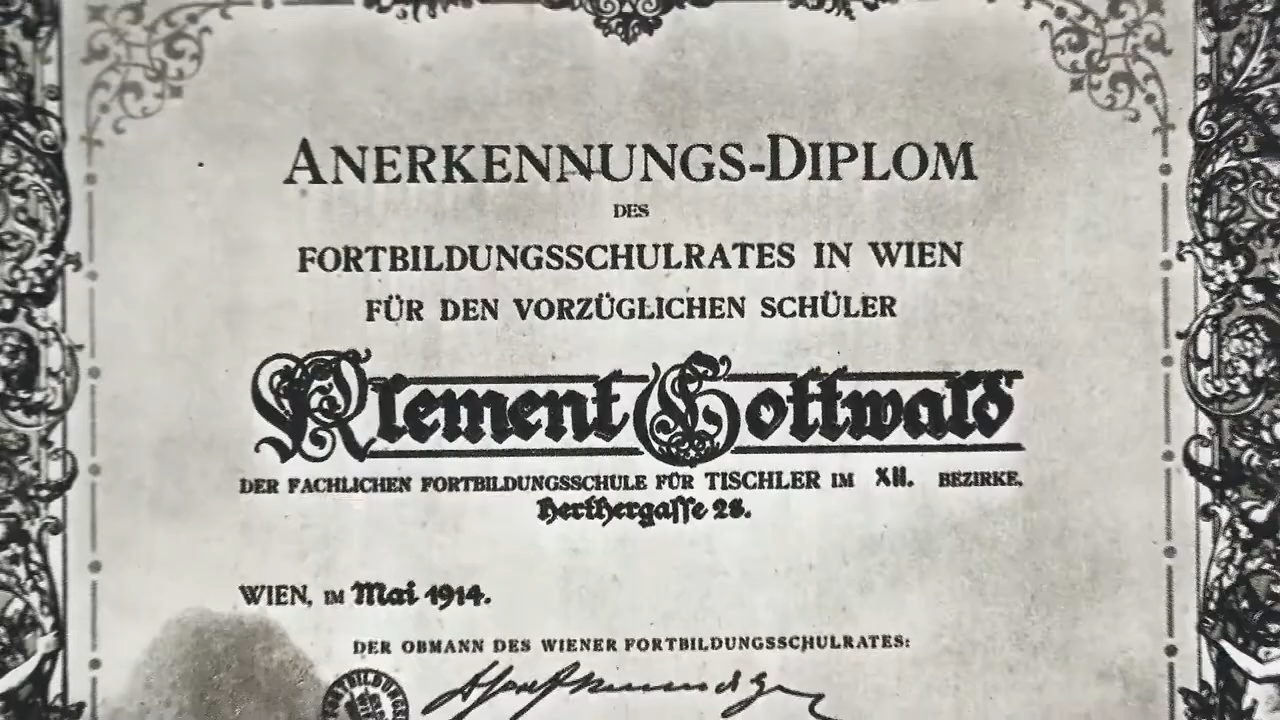 ANERKENNUNGS-DIPLOM
DES
FORTBILDUNGSSCHULRATES IN WIEN
FÜR DEN VORZÜGLICHEN SCHÜLER
Klement Gottwald
DER FACHLICHEN FORTBILDUNGSSCHULE FÜR TISCHLER IM XII. BEZIRKE,
Herthergasse 28.
WIEN, IM Mai 1914.
DER OBMANN DES WIENER FORTBILDUNGSSCHULRATES: